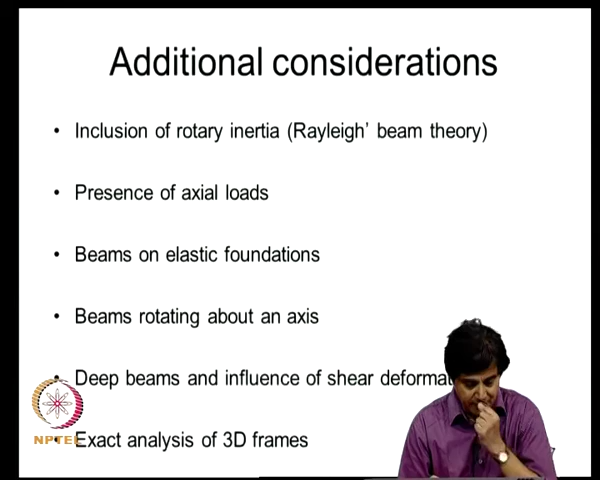 Additional considerations
• Inclusion of rotary inertia (Rayleigh' beam theory)
• Presence of axial loads
• Beams on elastic foundations
• Beams rotating about an axis
• Deep beams and influence of shear deformat
• Exact analysis of 3D frames
NPTEL